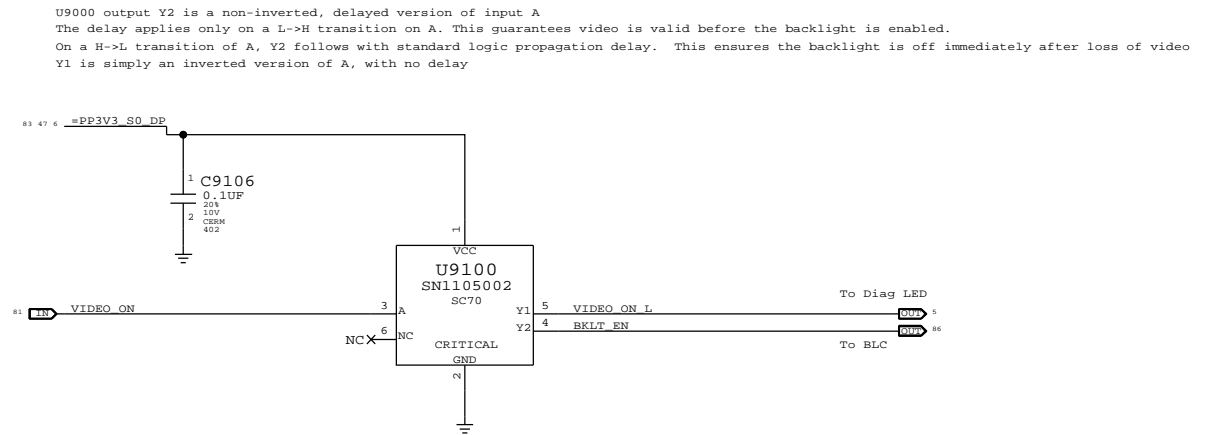 U9000 output Y2 is a non-inverted, delayed version of input A
The delay applies only on a L->H transition on A. This guarantees video is valid before the backlight is enabled.
On a H->L transition of A, Y2 follows with standard logic propagation delay.  This ensures the backlight is off immediately after loss of video
Y1 is simply an inverted version of A, with no delay
83 47 6 =PP3V3_S0_DP
1 C9106
0.1UF
20%
10V
2 CERM
402
1
VCC
U9100
SN1105002
SC70
To Diag LED
81 IN VIDEO_ON 3 A Y1 5 VIDEO_ON_L OUT 5
Y2 4 BKLT_EN OUT 86
NC 6 NC
CRITICAL
To BLC
GND
2